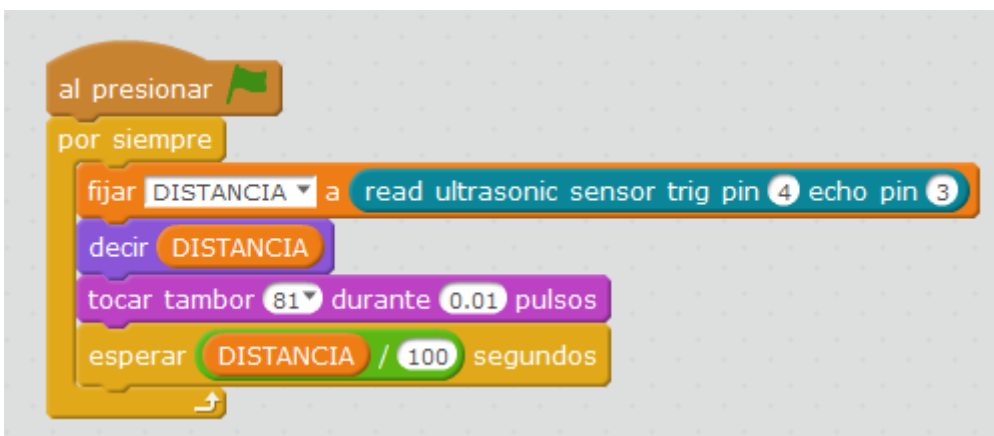 al presionar
por siempre
fijar DISTANCIA a read ultrasonic sensor trig pin 4 echo pin 3
decir DISTANCIA
tocar tambor 81 durante 0.01 pulsos
esperar DISTANCIA / 100 segundos